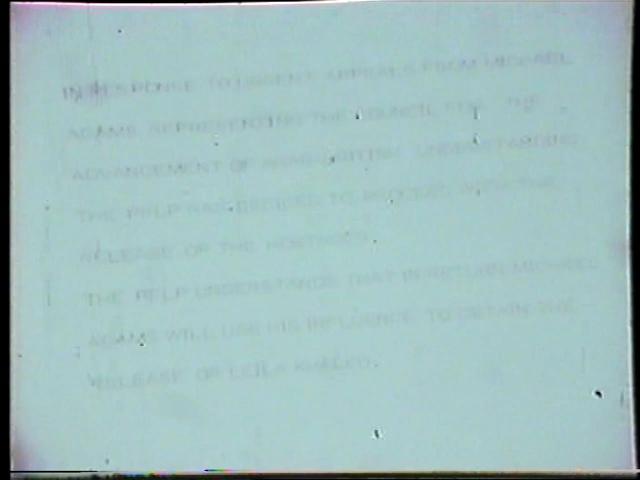 IN RESPONSE TO URGENT APPEALS FROM MICHAEL
ADAMS REPRESENTING THE COUNCIL FOR THE
ADVANCEMENT OF ARAB-BRITISH UNDERSTANDING
THE PFLP HAS DECIDED TO PROCEED WITH THE
RELEASE OF THE HOSTAGES.
THE PFLP UNDERSTANDS THAT IN RETURN MICHAEL
ADAMS WILL USE HIS INFLUENCE TO OBTAIN THE
RELEASE OF LEILA KHALED.